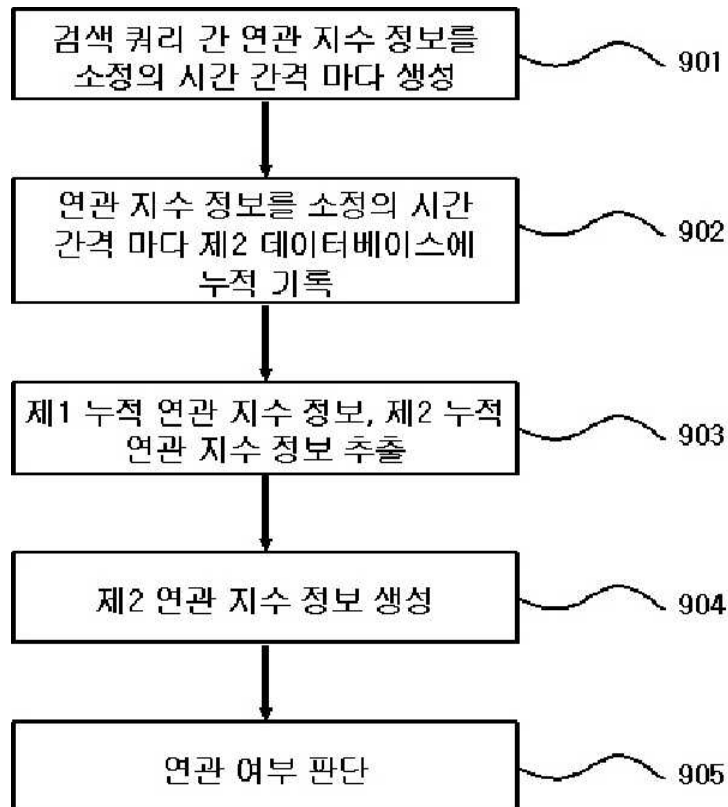 검색 쿼리 간 연관 지수 정보를
소정의 시간 간격 마다 생성
901
연관 지수 정보를 소정의 시간
간격 마다 제2 데이터베이스에
누적 기록
902
제1 누적 연관 지수 정보, 제2 누적
연관 지수 정보 추출
903
제2 연관 지수 정보 생성
904
연관 여부 판단
905